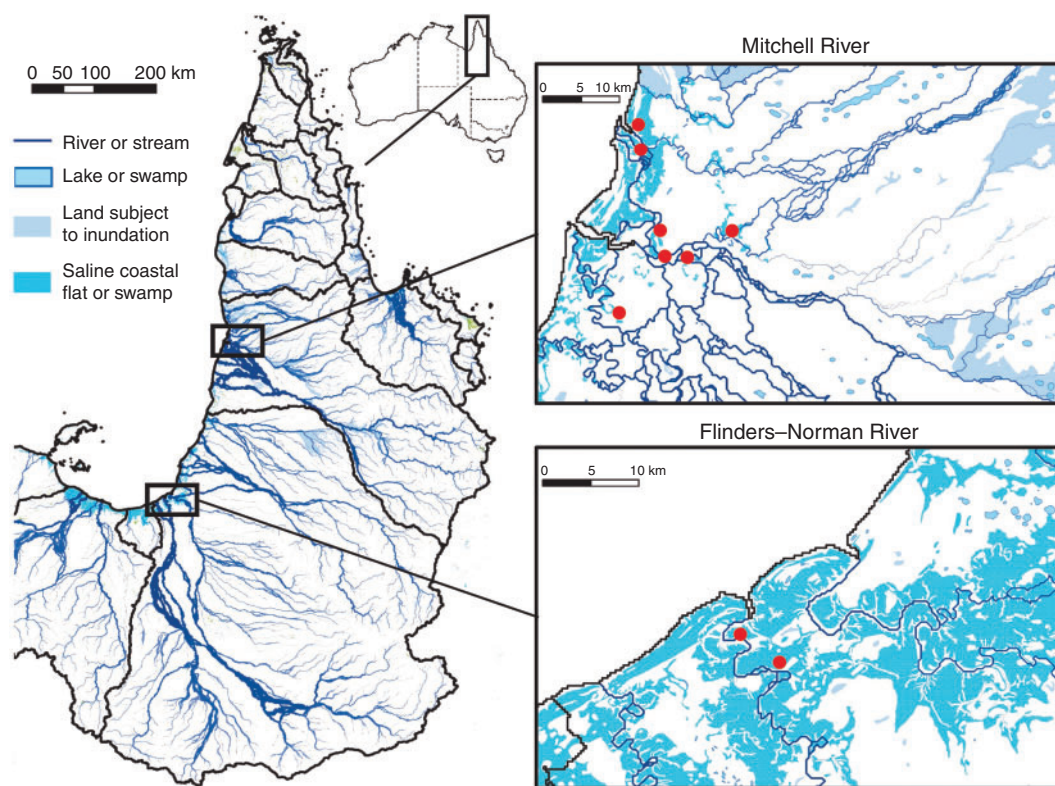 0 50 100 200 km
River or stream
Lake or swamp
Land subject
to inundation
Saline coastal
flat or swamp
Mitchell River
0 5 10 km
Flinders–Norman River
0 5 10 km